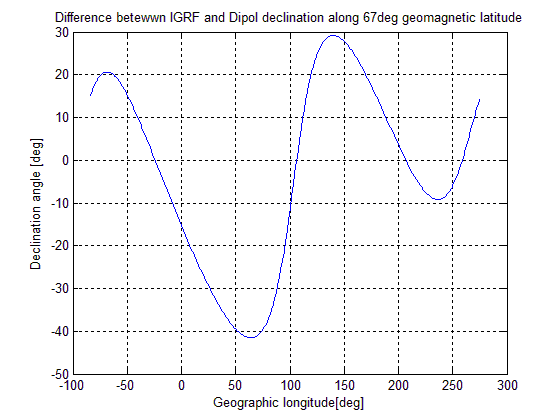 Difference betewwn IGRF and Dipol declination along 67deg geomagnetic latitude
30
20
10
0
-10
-20
-30
-40
-50
Declination angle [deg]
-100 -50 0 50 100 150 200 250 300
Geographic longitude[deg]